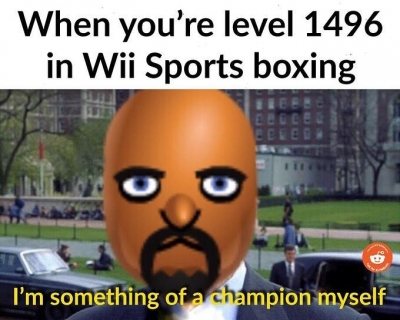 When you’re level 1496
in Wii Sports boxing
I’m something of a champion myself